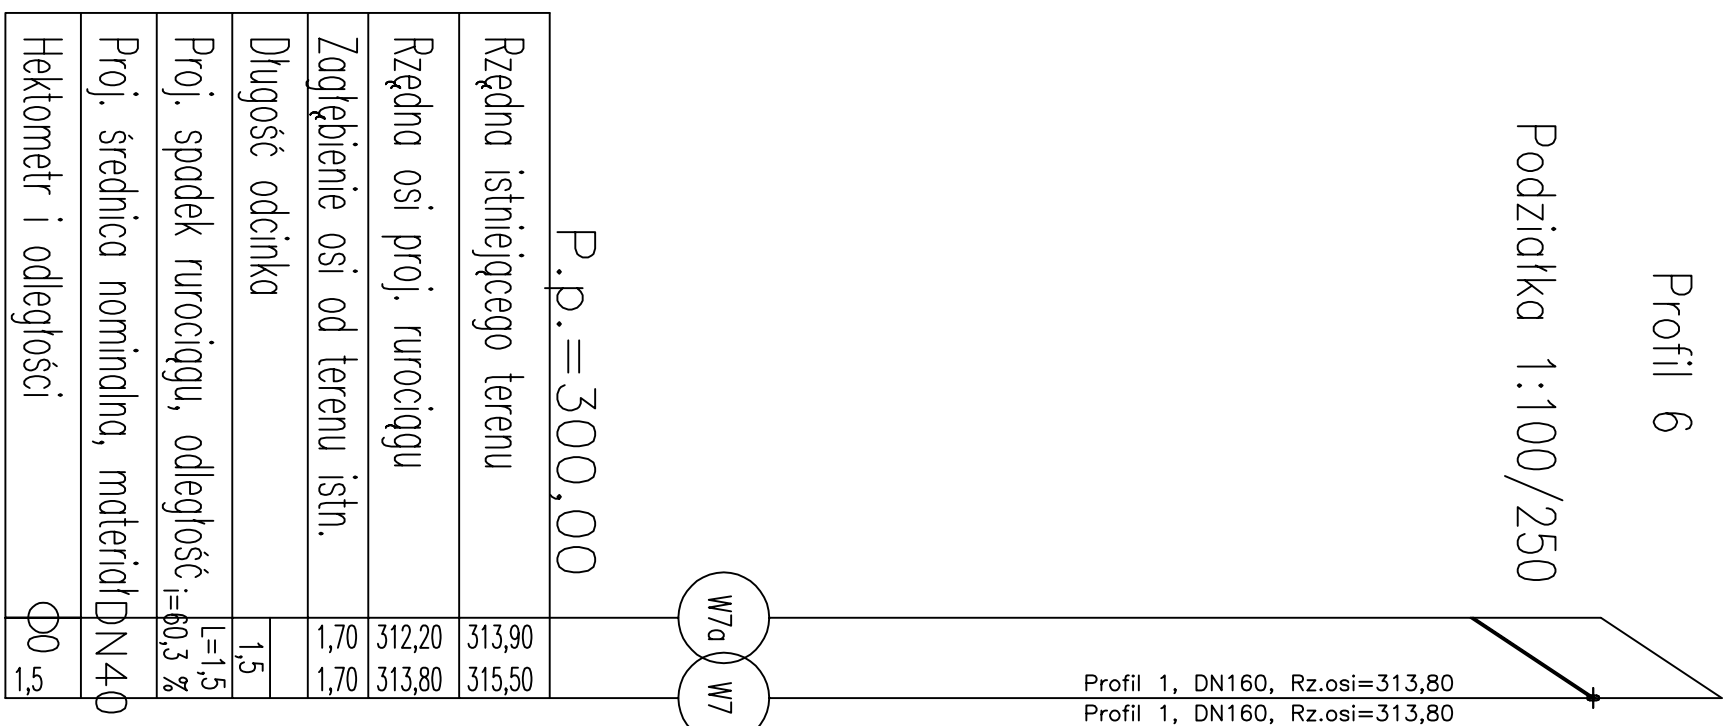 Profil 6
Podziałka 1:100/250
Profil 1, DN160, Rz.osi=313,80
Profil 1, DN160, Rz.osi=313,80
W7a
W7
P.p.=300,00
Rzędna istniejącego terenu 313,90 315,50
Rzędna osi proj. rurociągu 312,20 313,80
Zagłębienie osi od terenu istn. 1,70 1,70
Długość odcinka 1,5
Proj. spadek rurociągu, odległość i=60,3 % L=1,5
Proj. średnica nominalna, materiał DN40
Hektometr i odległości 00 1,5